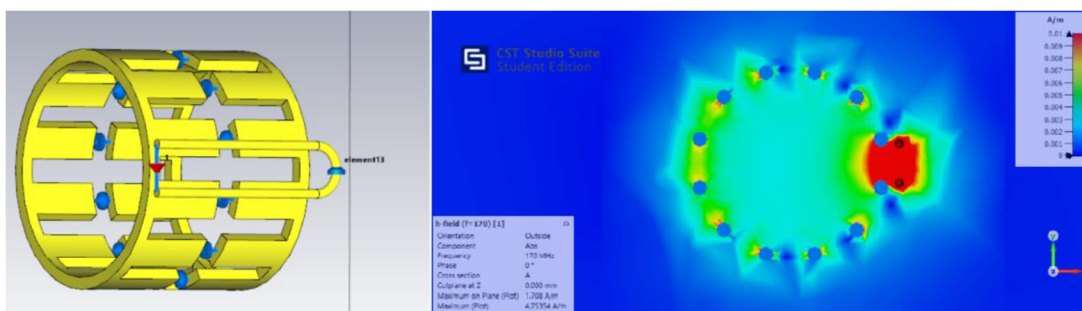 element13
CST Studio Suite
Student Edition
A/m
0.01
0.009
0.008
0.007
0.006
0.005
0.004
0.003
0.002
0.001
0
h-field (f=170) [1]
Orientation Outside
Component Abs
Frequency 170 MHz
Phase 0 °
Cross section A
Cutplane at Z 0.000 mm
Maximum on Plane (Plot) 1.708 A/m
Maximum (Plot) 4.75354 A/m
y
x